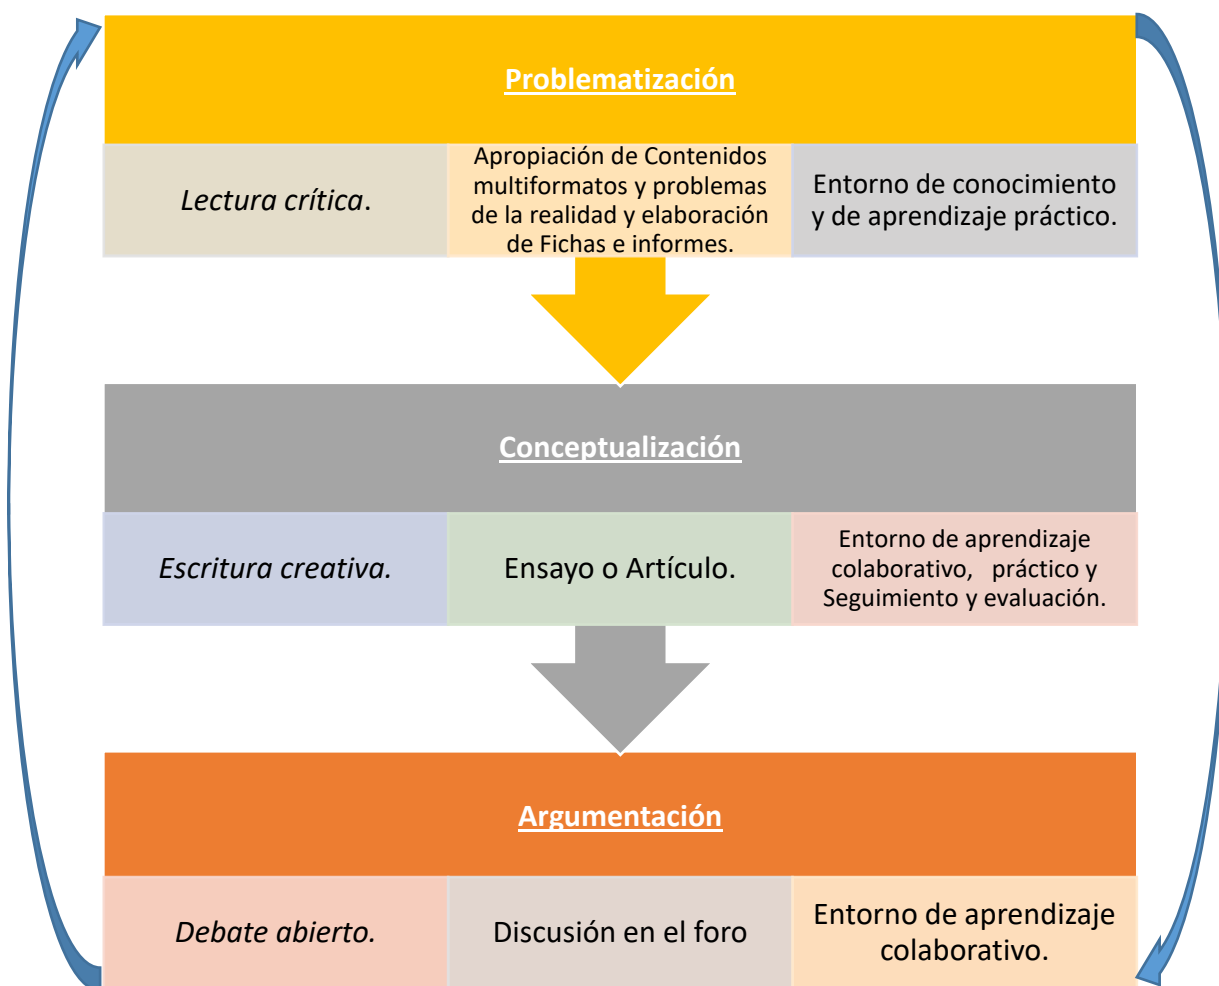 Problematización
Lectura crítica.
Apropiación de Contenidos
multiformatos y problemas
de la realidad y elaboración
de Fichas e informes.
Entorno de conocimiento
y de aprendizaje práctico.
Conceptualización
Escritura creativa.
Ensayo o Artículo.
Entorno de aprendizaje
colaborativo, práctico y
Seguimiento y evaluación.
Argumentación
Debate abierto.
Discusión en el foro
Entorno de aprendizaje
colaborativo.